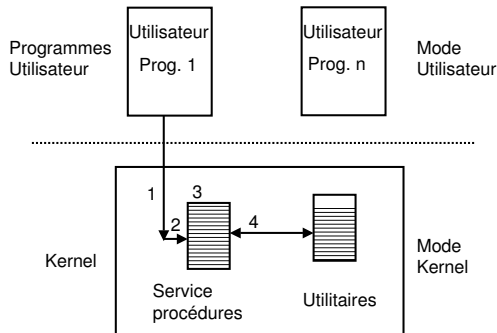 Programmes
Utilisateur
Utilisateur
Prog. 1
Utilisateur
Prog. n
Mode
Utilisateur
1
2
3
4
Kernel
Service
procédures
Utilitaires
Mode
Kernel